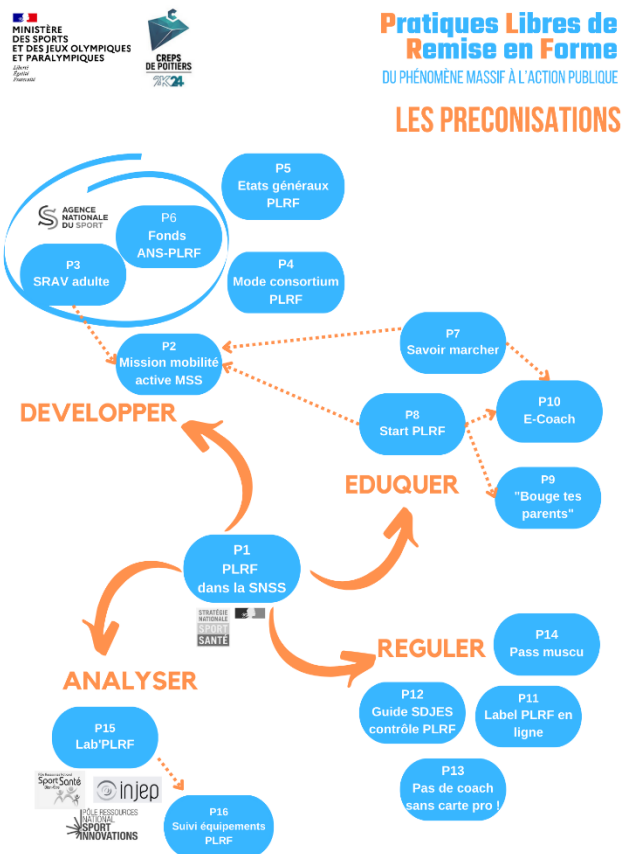 MINISTÈRE
DES SPORTS
ET DES JEUX OLYMPIQUES
ET PARALYMPIQUES
Liberté
Égalité
Fraternité
CREPS
DE POITIERS
2K24
Pratiques Libres de
Remise en Forme
DU PHÉNOMÈNE MASSIF À L'ACTION PUBLIQUE
LES PRECONISATIONS
P5
Etats généraux
PLRF
AGENCE
NATIONALE
DU SPORT
P6
Fonds
ANS-PLRF
P3
SRAV adulte
P4
Mode consortium
PLRF
P2
Mission mobilité
active MSS
P7
Savoir marcher
DEVELOPPER
P8
Start PLRF
P10
E-Coach
EDUQUER
P9
"Bouge tes
parents"
P1
PLRF
dans la SNSS
STRATÉGIE
NATIONALE
SPORT
SANTÉ
REGULER
P14
Pass muscu
ANALYSER
P12
Guide SDJES
contrôle PLRF
P11
Label PLRF en
ligne
P15
Lab'PLRF
P13
Pas de coach
sans carte pro !
Sport Santé
injep
PÔLE RESSOURCES
NATIONAL
SPORT
INNOVATIONS
P16
Suivi équipements
PLRF